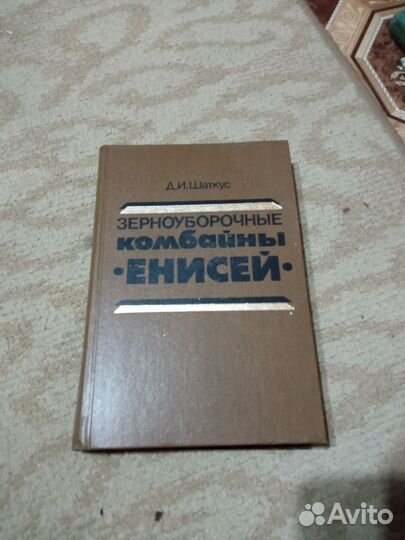 Д.И.Шаткус
ЗЕРНОУБОРОЧНЫЕ
комбайны
•ЕНИСЕЙ•
Avito